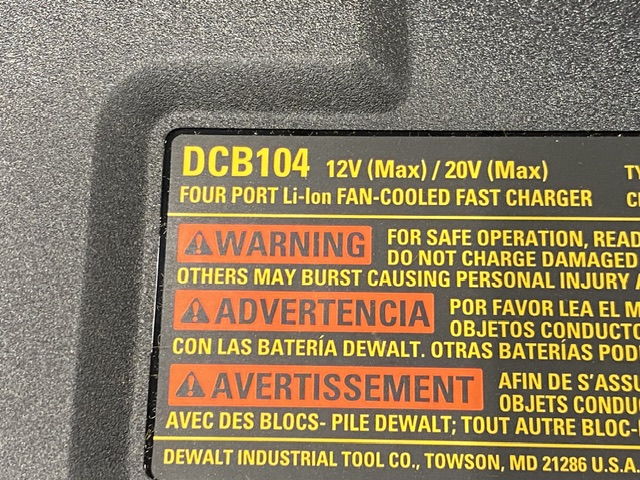 DCB104 12V (Max) / 20V (Max)
FOUR PORT Li-Ion FAN-COOLED FAST CHARGER
WARNING FOR SAFE OPERATION, READ
DO NOT CHARGE DAMAGED
OTHERS MAY BURST CAUSING PERSONAL INJURY
ADVERTENCIA POR FAVOR LEA EL
OBJETOS CONDUCTO
CON LAS BATERÍA DEWALT. OTRAS BATERÍAS POD
AVERTISSEMENT AFIN DE S'ASSU
OBJETS CONDU
AVEC DES BLOCS- PILE DEWALT; TOUT AUTRE BLOC-
DEWALT INDUSTRIAL TOOL CO., TOWSON, MD 21286 U.S.A.